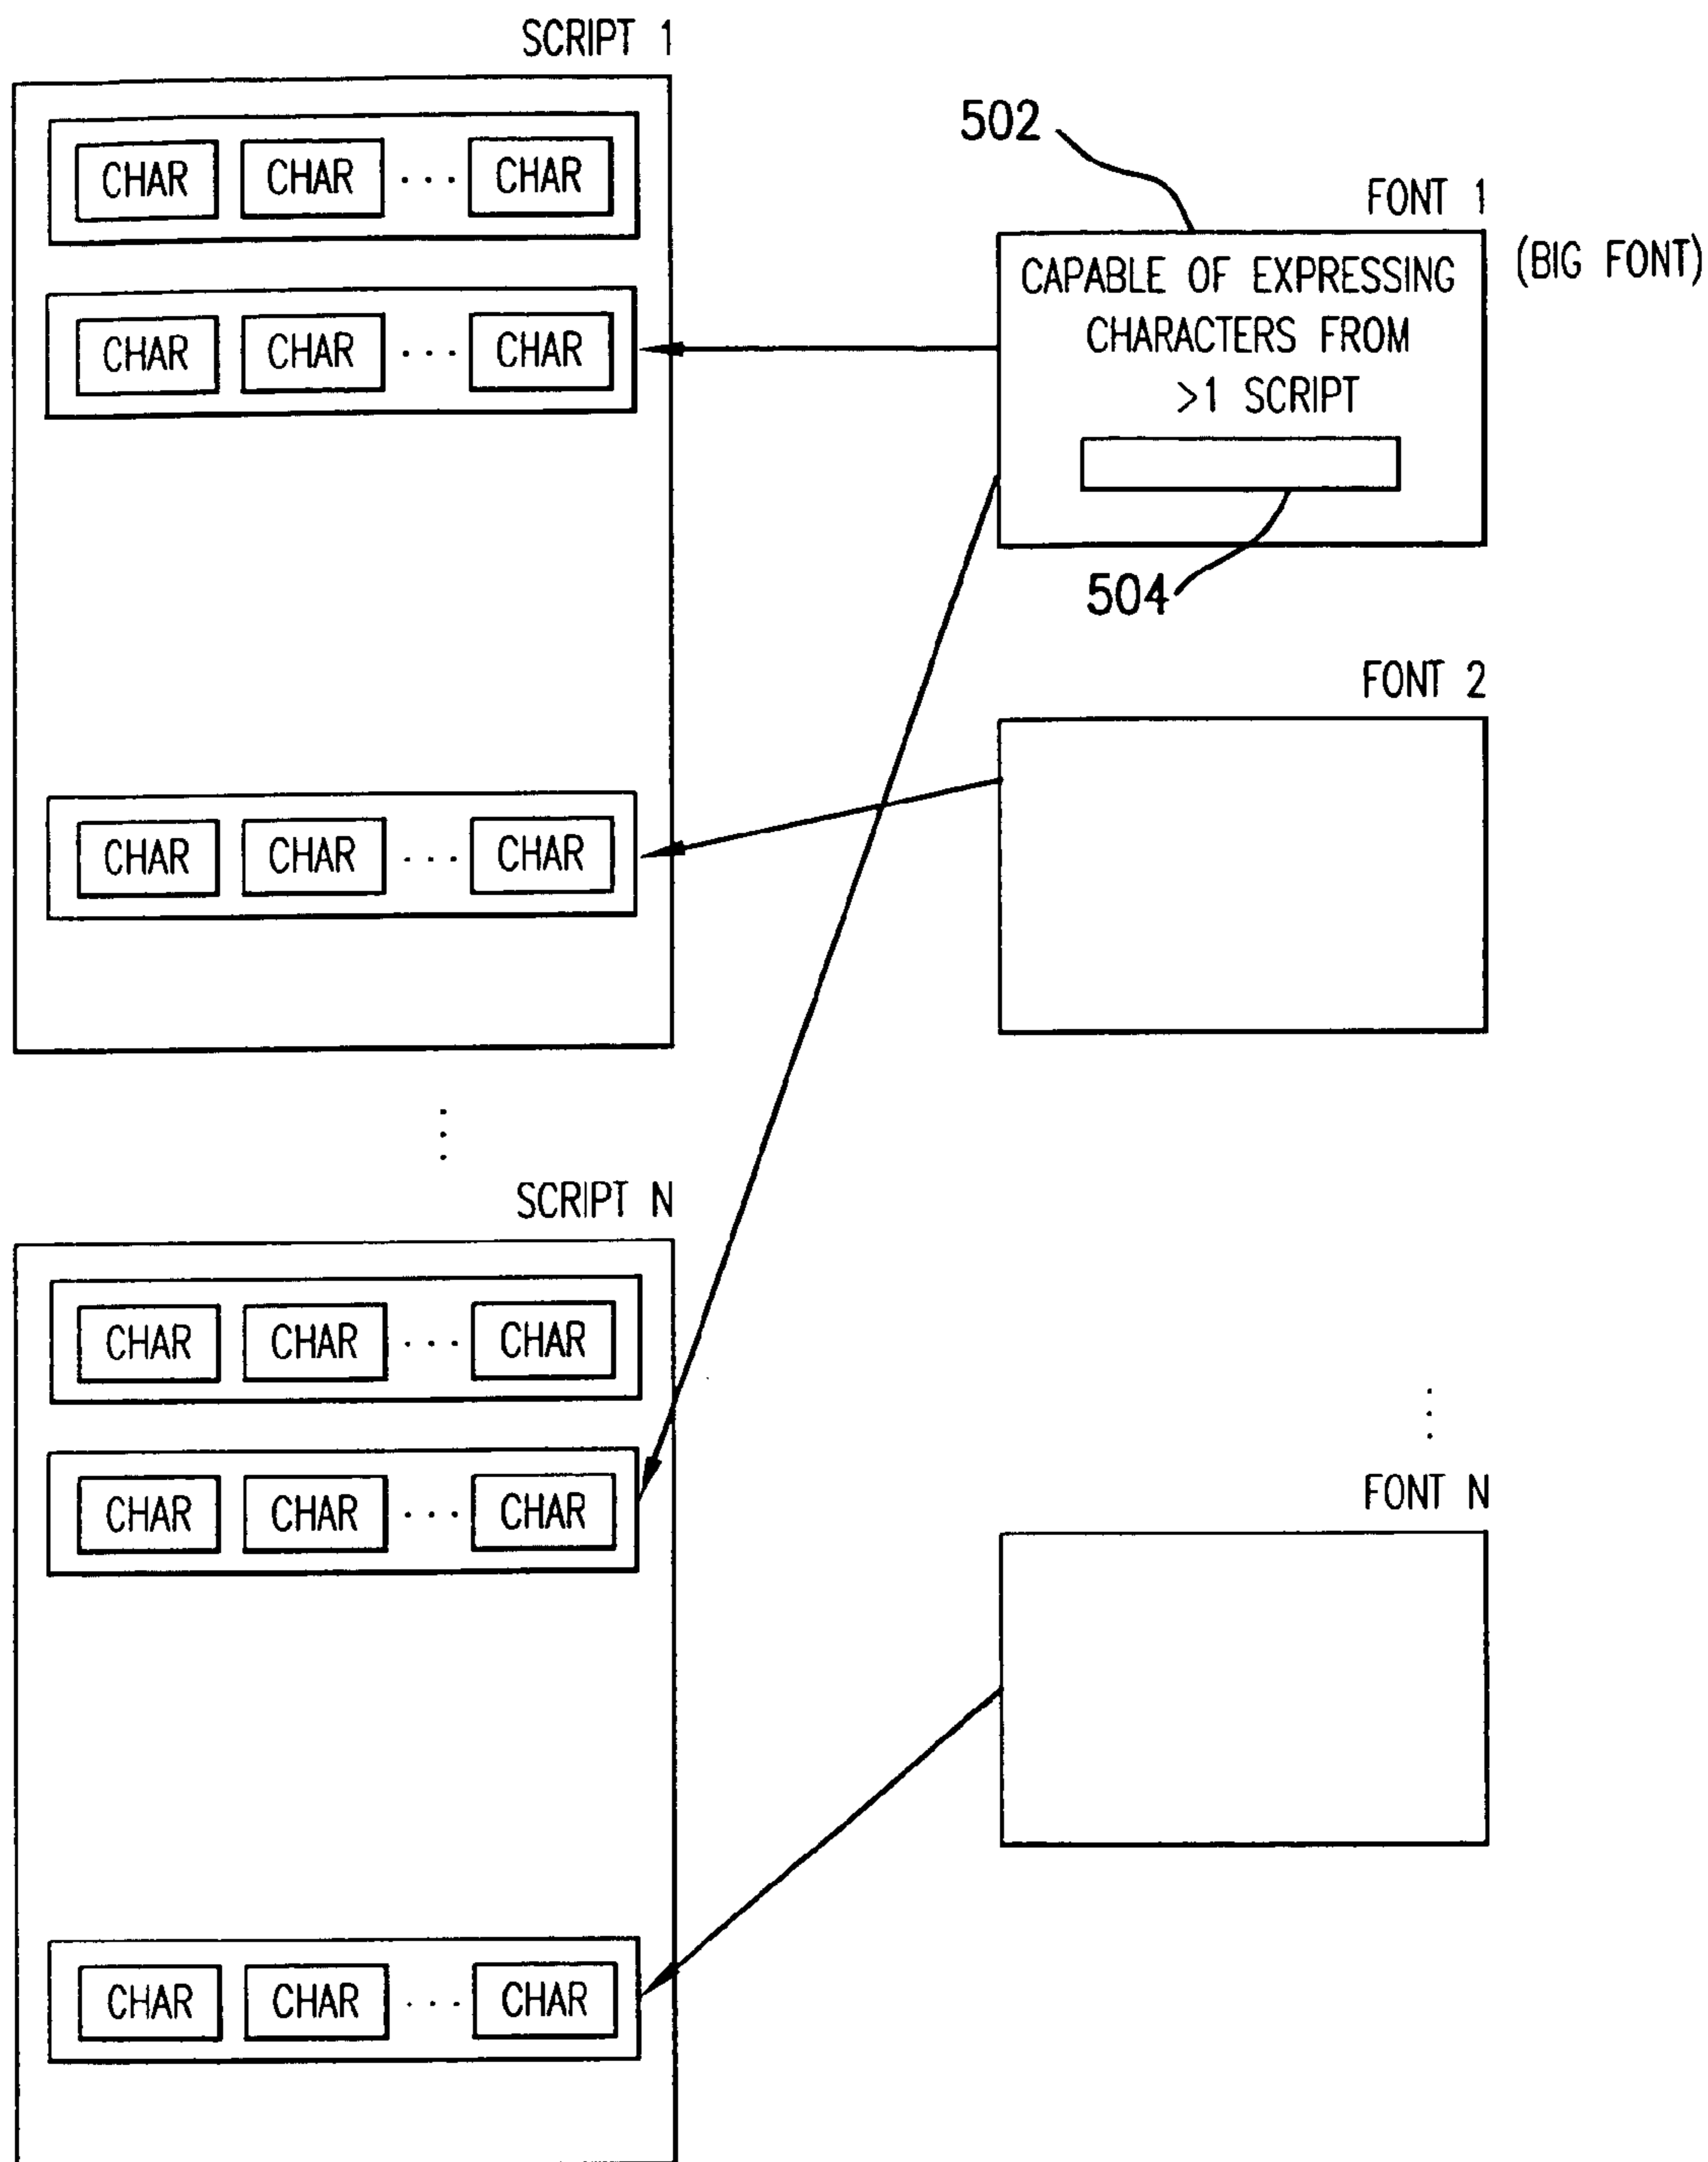 SCRIPT 1
CHAR CHAR ... CHAR
CHAR CHAR ... CHAR
CHAR CHAR ... CHAR
SCRIPT N
CHAR CHAR ... CHAR
CHAR CHAR ... CHAR
CHAR CHAR ... CHAR
502
FONT 1
(BIG FONT)
CAPABLE OF EXPRESSING
CHARACTERS FROM
>1 SCRIPT
504
FONT 2
FONT N